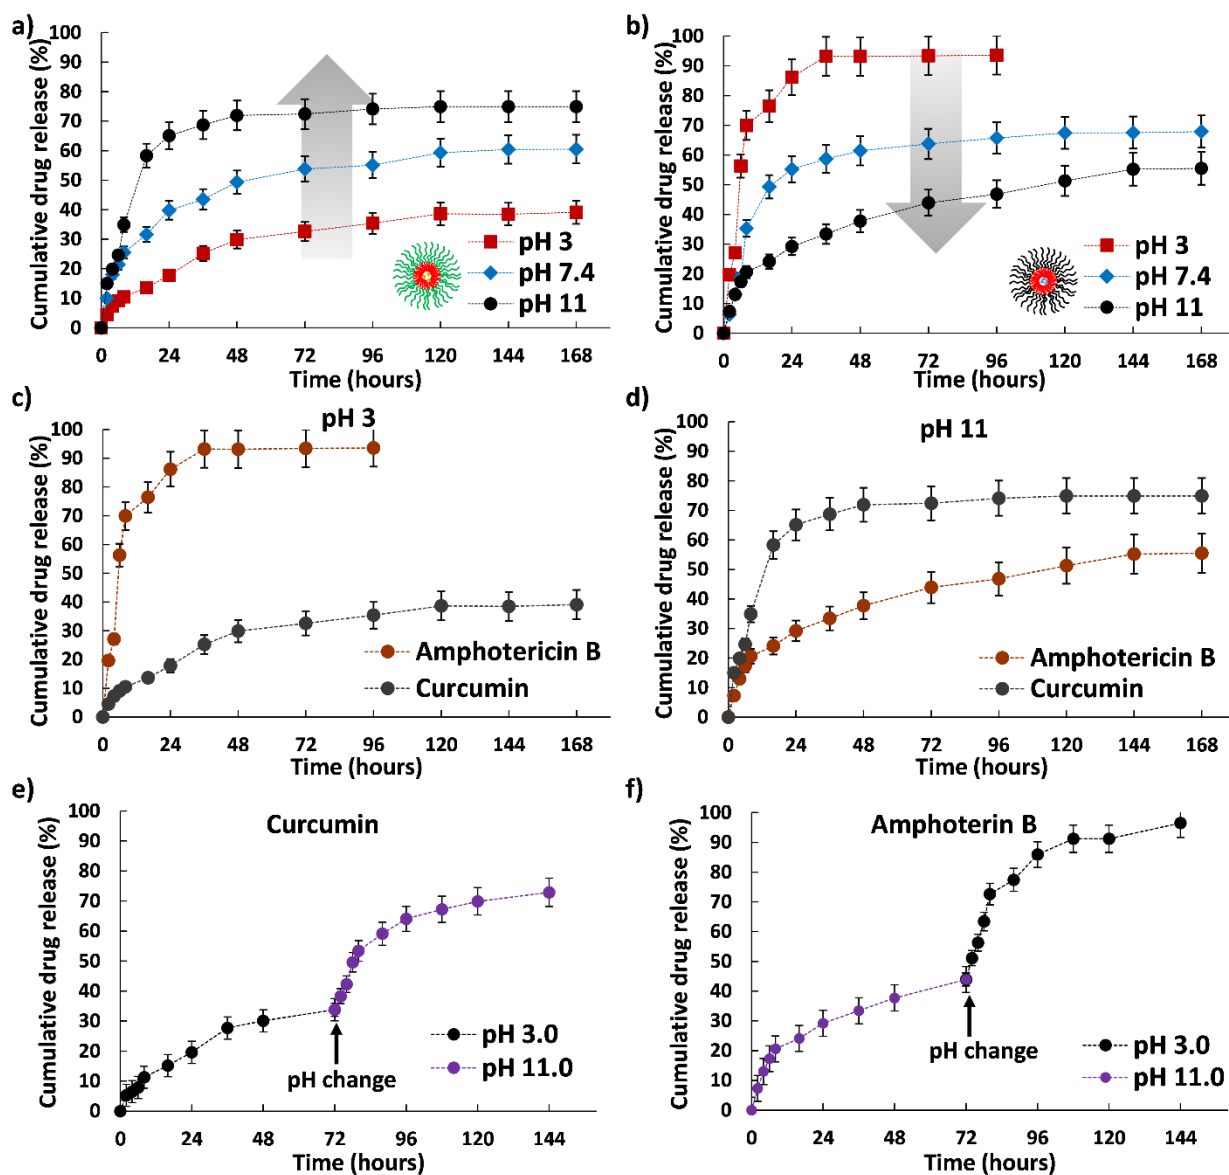 a)
Cumulative drug release (%)
100
90
80
70
60
50
40
30
20
10
0
0 24 48 72 96 120 144 168
Time (hours)
pH 3
pH 7.4
pH 11
b)
Cumulative drug release (%)
100
90
80
70
60
50
40
30
20
10
0
0 24 48 72 96 120 144 168
Time (hours)
pH 3
pH 7.4
pH 11
c)
pH 3
Cumulative drug release (%)
100
90
80
70
60
50
40
30
20
10
0
0 24 48 72 96 120 144 168
Time (hours)
Amphotericin B
Curcumin
d)
pH 11
Cumulative drug release (%)
100
90
80
70
60
50
40
30
20
10
0
0 24 48 72 96 120 144 168
Time (hours)
Amphotericin B
Curcumin
e)
Curcumin
Cumulative drug release (%)
100
90
80
70
60
50
40
30
20
10
0
0 24 48 72 96 120 144
Time (hours)
pH change
pH 3.0
pH 11.0
f)
Amphoterin B
Cumulative drug release (%)
100
90
80
70
60
50
40
30
20
10
0
0 24 48 72 96 120 144
Time (hours)
pH change
pH 3.0
pH 11.0